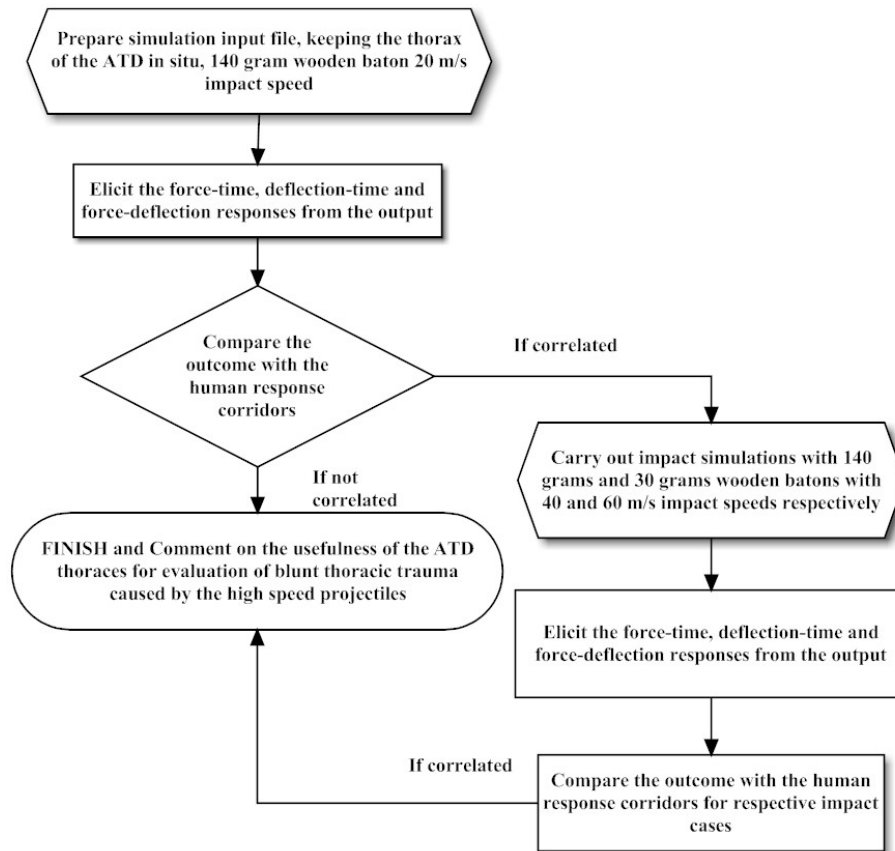 Prepare simulation input file, keeping the thorax
of the ATD in situ, 140 gram wooden baton 20 m/s
impact speed
Elicit the force-time, deflection-time and
force-deflection responses from the output
Compare the
outcome with the
human response
corridors
If correlated
If not
correlated
Carry out impact simulations with 140
grams and 30 grams wooden batons with
40 and 60 m/s impact speeds respectively
FINISH and Comment on the usefulness of the ATD
thoraces for evaluation of blunt thoracic trauma
caused by the high speed projectiles
Elicit the force-time, deflection-time and
force-deflection responses from the output
If correlated
Compare the outcome with the human
response corridors for respective impact
cases